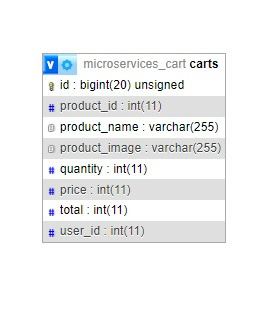 v microservices_cart carts
id : bigint(20) unsigned
# product_id : int(11)
product_name : varchar(255)
product_image : varchar(255)
# quantity : int(11)
# price : int(11)
# total : int(11)
# user_id : int(11)